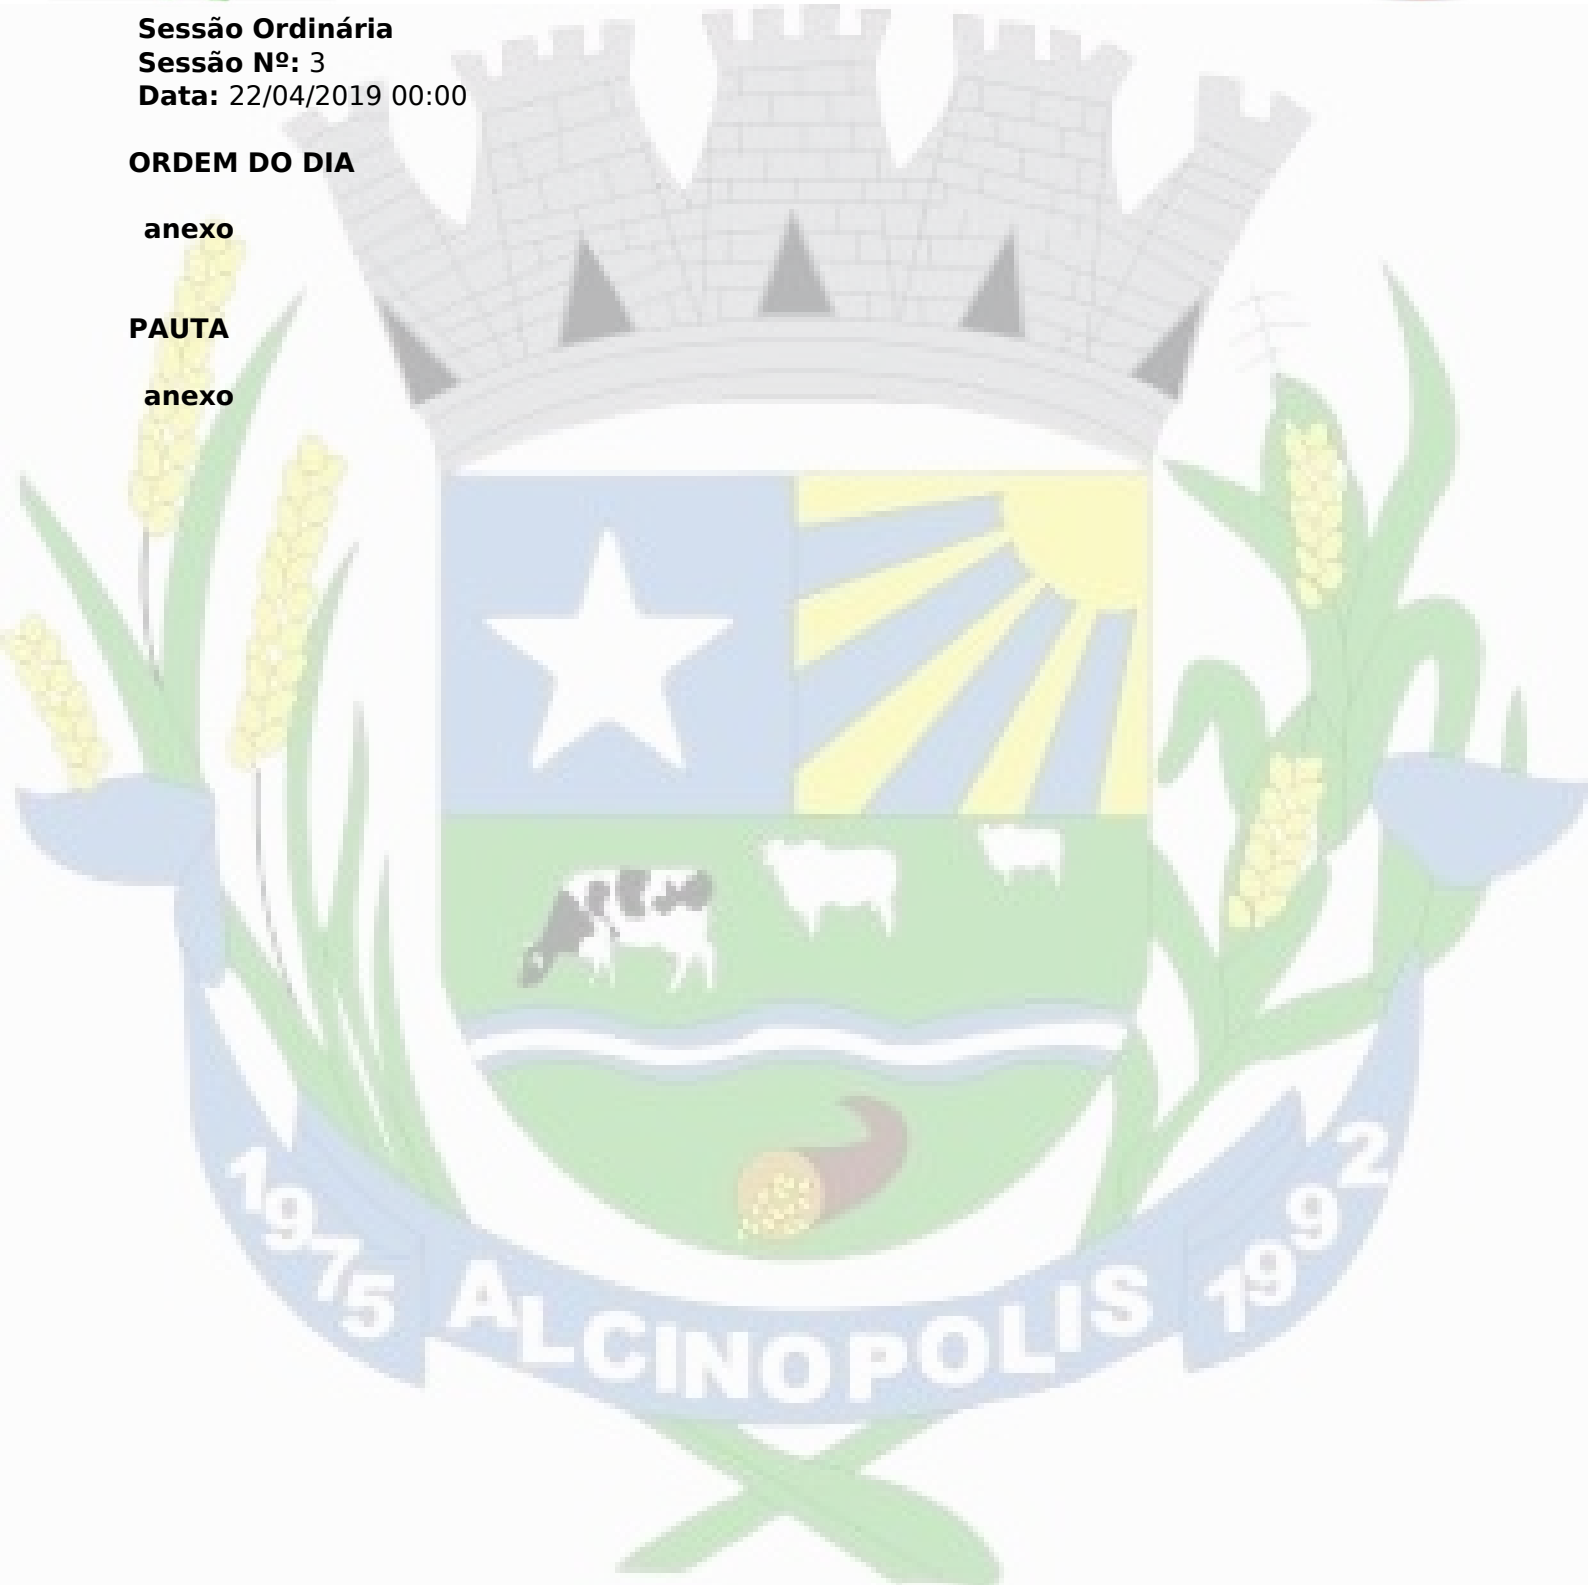 Sessão Ordinária
Sessão Nº: 3
Data: 22/04/2019 00:00
ORDEM DO DIA
anexo
PAUTA
anexo
1975 ALCINOPOLIS 1992